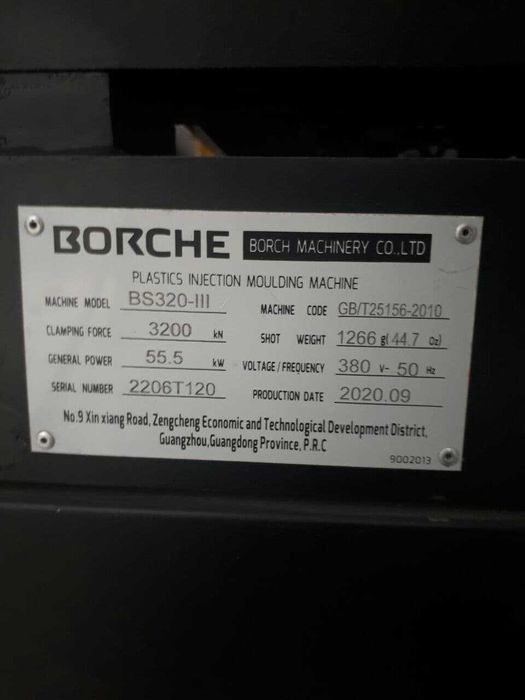 BORCHE BORCH MACHINERY CO.,LTD
PLASTICS INJECTION MOULDING MACHINE
MACHINE MODEL BS320-III MACHINE CODE GB/T25156-2010
CLAMPING FORCE 3200 kN SHOT WEIGHT 1266 g( 44.7 Oz)
GENERAL POWER 55.5 kW VOLTAGE/FREQUENCY 380 V- 50 Hz
SERIAL NUMBER 2206T120 PRODUCTION DATE 2020.09
No.9 Xin xiang Road, Zengcheng Economic and Technological Development District,
Guangzhou,Guangdong Province, P.R.C
9002013